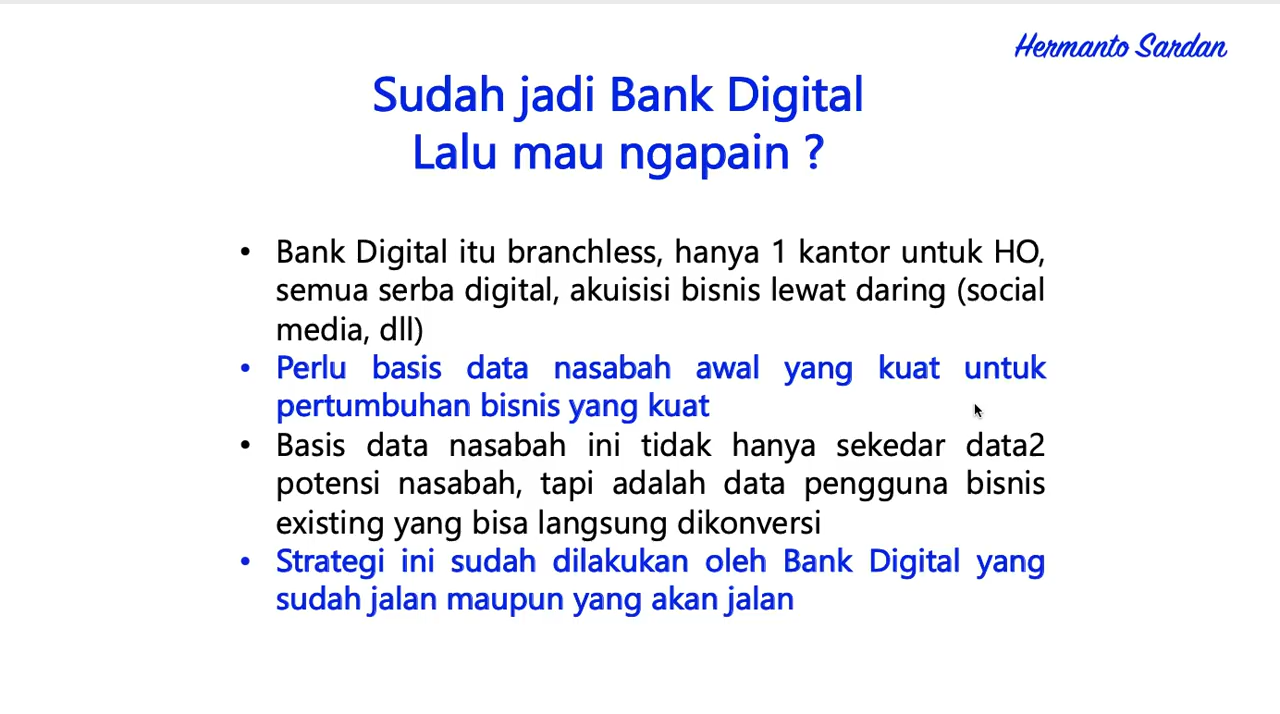 Hermanto Sardan
Sudah jadi Bank Digital
Lalu mau ngapain ?
• Bank Digital itu branchless, hanya 1 kantor untuk HO,
semua serba digital, akuisisi bisnis lewat daring (social
media, dll)
• Perlu basis data nasabah awal yang kuat untuk
pertumbuhan bisnis yang kuat
• Basis data nasabah ini tidak hanya sekedar data2
potensi nasabah, tapi adalah data pengguna bisnis
existing yang bisa langsung dikonversi
• Strategi ini sudah dilakukan oleh Bank Digital yang
sudah jalan maupun yang akan jalan